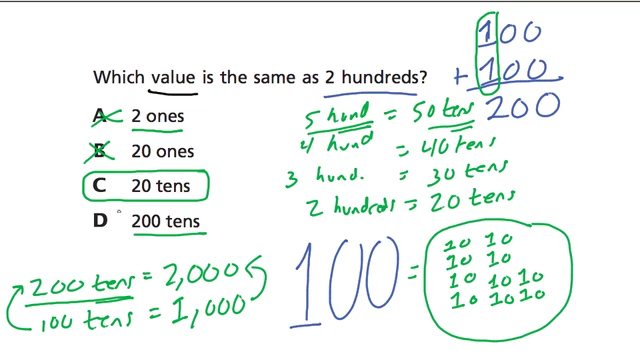 100
+ 100
200
Which value is the same as 2 hundreds?
A 2 ones
B 20 ones
C 20 tens
D 200 tens
5 hund = 50 tens
4 hund = 40 tens
3 hund. = 30 tens
2 hundreds = 20 tens
200 tens = 2,000
100 tens = 1,000
100 =
10 10
10 10
10 10 10
10 10 10